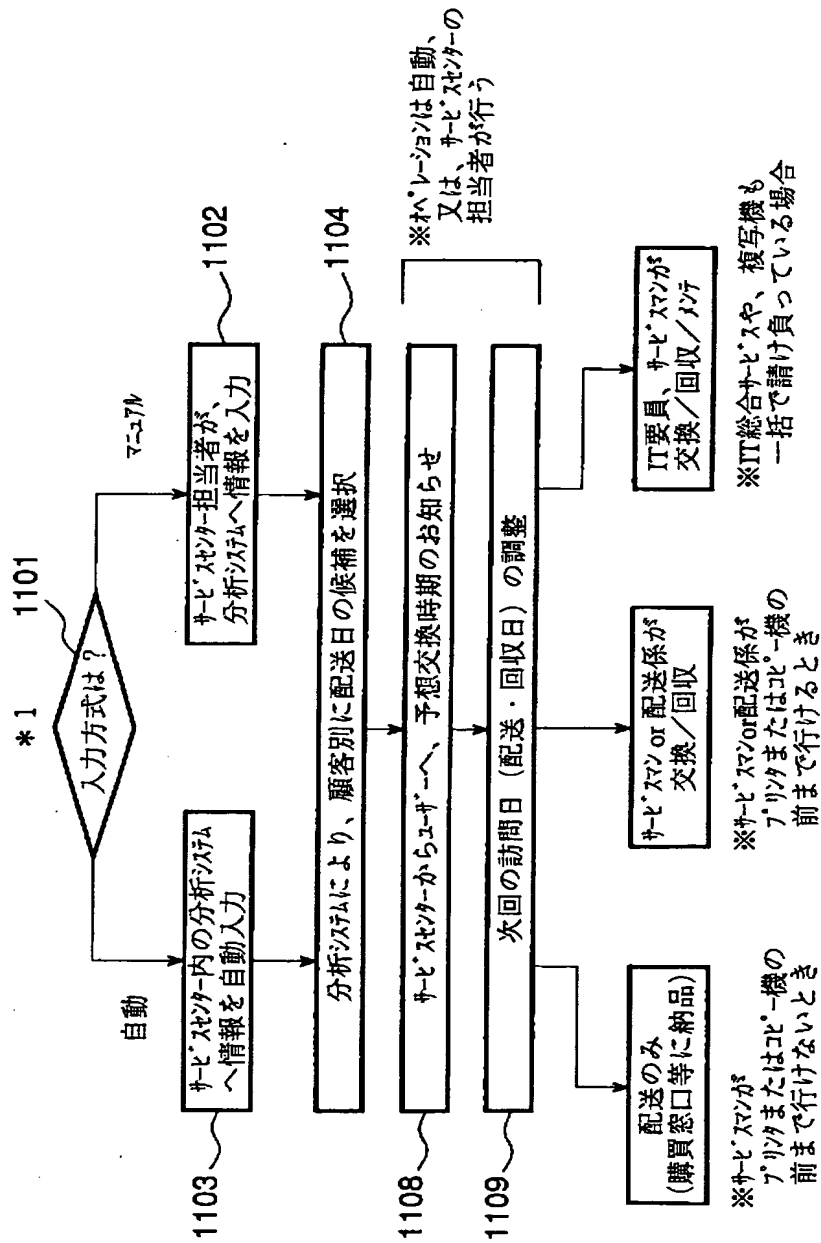 *1
1101
入力方式は？
自動
マニュアル
1103
サービスセンター内の分析システム
へ情報を自動入力
1102
サービスセンター担当者が、
分析システムへ情報を入力
1104
分析システムにより、顧客別に配送日の候補を選択
1108
サービスセンターからユーザーへ、予想交換時期のお知らせ
※オペレーションは自動、
又は、サービスセンターの
担当者が行う
1109
次回の訪問日（配送・回収日）の調整
配送のみ
(購買窓口等に納品)
※サービスマンが
プリンタまたはコピー機の
前まで行けないとき
サービスマン or 配送係が
交換／回収
※サービスマンor配送係が
プリンタまたはコピー機の
前まで行けるとき
IT要員、サービスマンが
交換／回収／メンテ
※IT総合サービスや、複写機も
一括で請け負っている場合